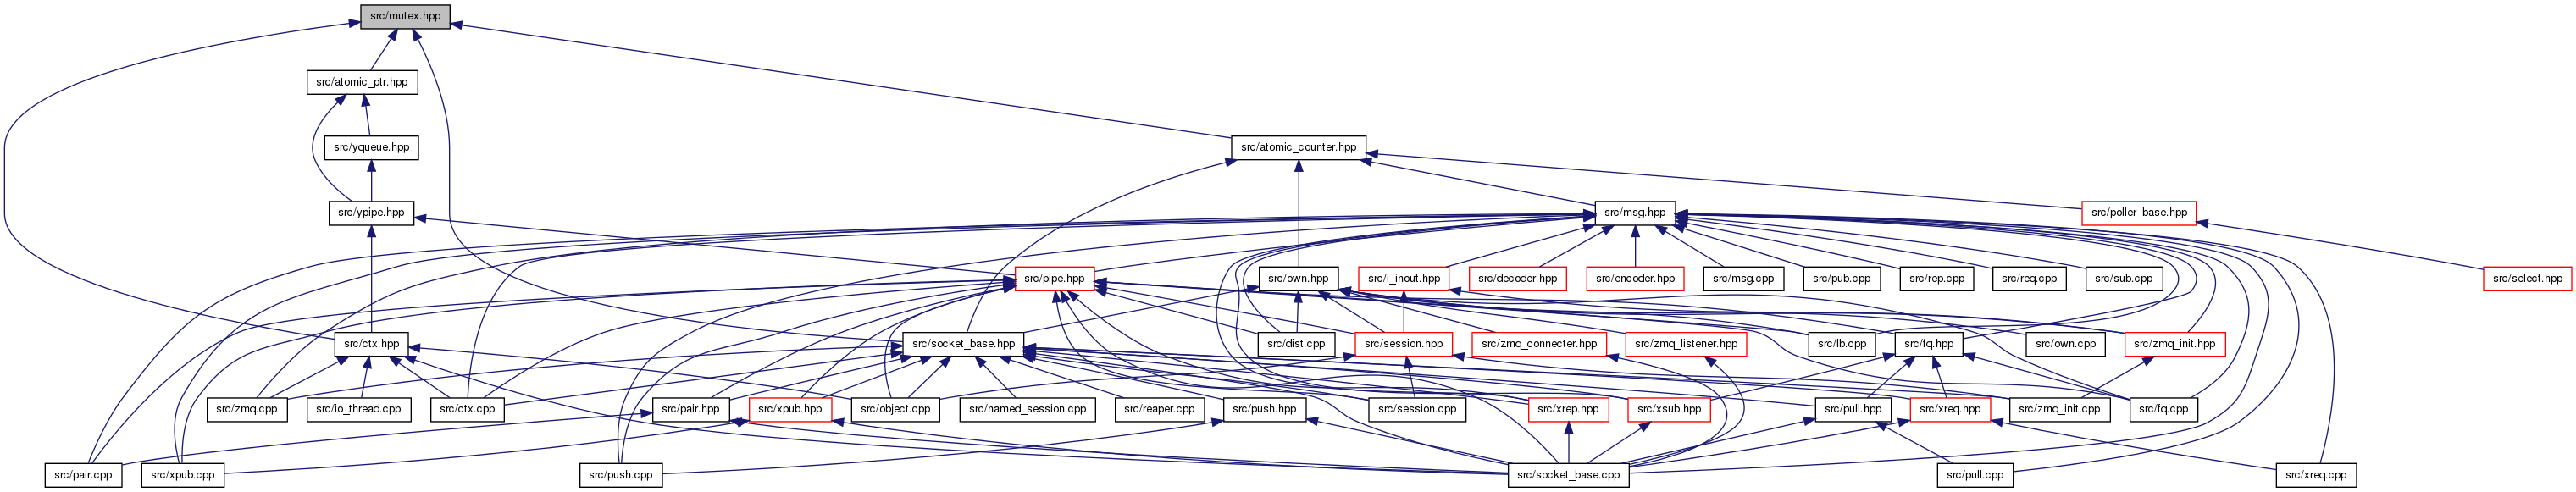 src/mutex.hpp
src/atomic_ptr.hpp
src/yqueue.hpp
src/atomic_counter.hpp
src/ypipe.hpp
src/msg.hpp
src/poller_base.hpp
src/pipe.hpp
src/own.hpp
src/i_inout.hpp
src/decoder.hpp
src/encoder.hpp
src/msg.cpp
src/pub.cpp
src/rep.cpp
src/req.cpp
src/sub.cpp
src/select.hpp
src/ctx.hpp
src/socket_base.hpp
src/dist.cpp
src/session.hpp
src/zmq_connecter.hpp
src/zmq_listener.hpp
src/lb.cpp
src/fq.hpp
src/own.cpp
src/zmq_init.hpp
src/zmq.cpp
src/io_thread.cpp
src/ctx.cpp
src/pair.hpp
src/xpub.hpp
src/object.cpp
src/named_session.cpp
src/reaper.cpp
src/push.hpp
src/session.cpp
src/xrep.hpp
src/xsub.hpp
src/pull.hpp
src/xreq.hpp
src/zmq_init.cpp
src/fq.cpp
src/pair.cpp
src/xpub.cpp
src/push.cpp
src/socket_base.cpp
src/pull.cpp
src/xreq.cpp